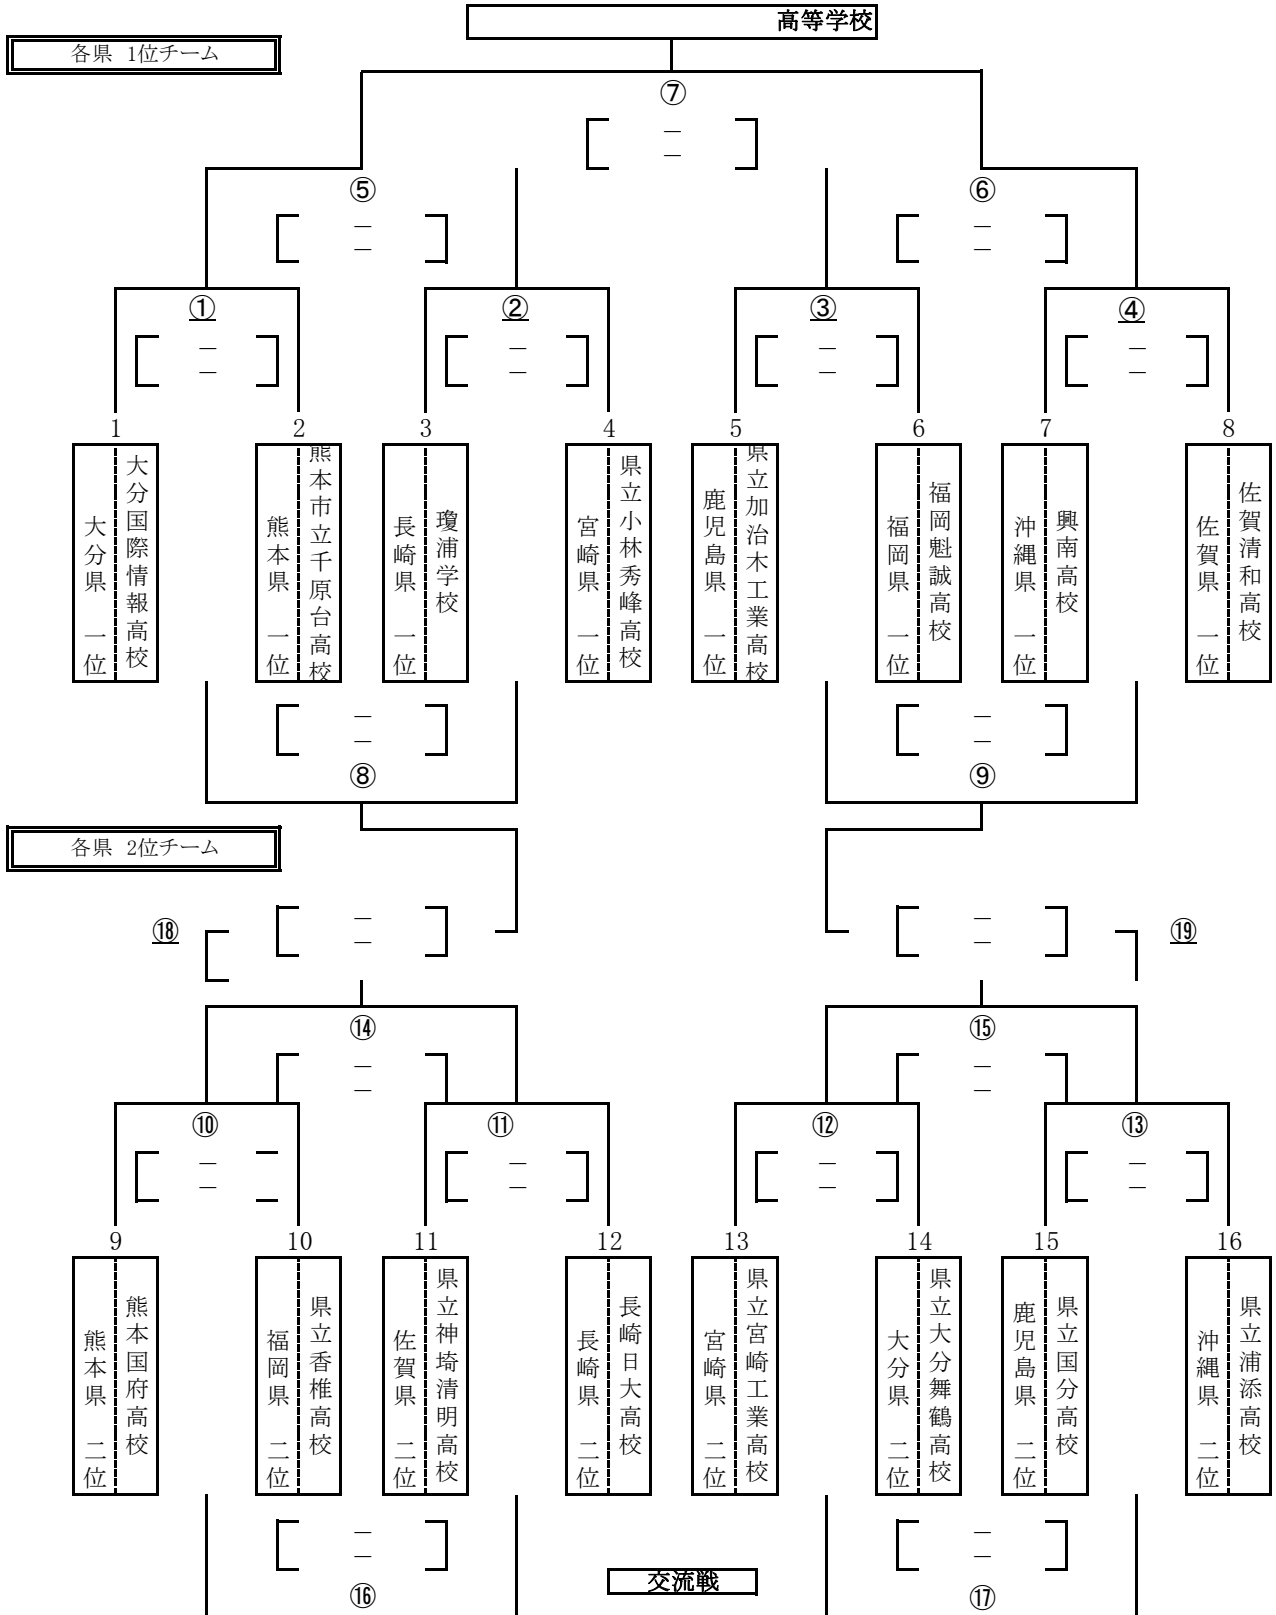 高等学校
各県 1位チーム
⑦
－
－
⑤
⑥
－
－
－
－
①
②
③
④
－
－
－
－
－
－
－
－
1
2
3
4
5
6
7
8
大分国際情報高校
大分県 一位
熊本市立千原台高校
熊本県 一位
瓊浦学校
長崎県 一位
県立小林秀峰高校
宮崎県 一位
県立加治木工業高校
鹿児島県 一位
福岡魁誠高校
福岡県 一位
興南高校
沖縄県 一位
佐賀清和高校
佐賀県 一位
－
－
－
－
⑧
⑨
各県 2位チーム
⑱
－
－
－
－
⑲
⑭
⑮
－
－
－
－
⑩
⑪
⑫
⑬
－
－
－
－
－
－
－
－
9
10
11
12
13
14
15
16
熊本国府高校
熊本県 二位
県立香椎高校
福岡県 二位
県立神埼清明高校
佐賀県 二位
長崎日大高校
長崎県 二位
県立宮崎工業高校
宮崎県 二位
県立大分舞鶴高校
大分県 二位
県立国分高校
鹿児島県 二位
県立浦添高校
沖縄県 二位
－
－
－
－
交流戦
⑯
⑰